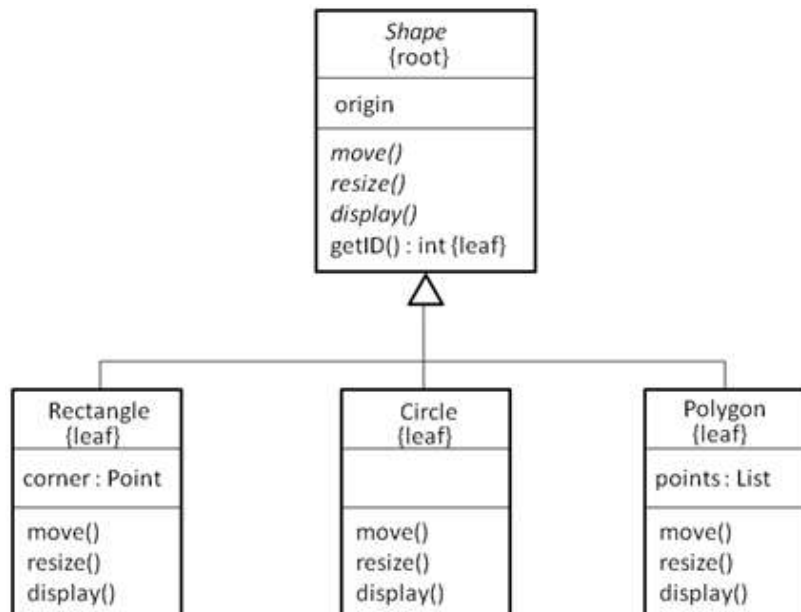 Shape
{root}
origin
move()
resize()
display()
getID() : int {leaf}
Rectangle
{leaf}
corner : Point
move()
resize()
display()
Circle
{leaf}
move()
resize()
display()
Polygon
{leaf}
points : List
move()
resize()
display()